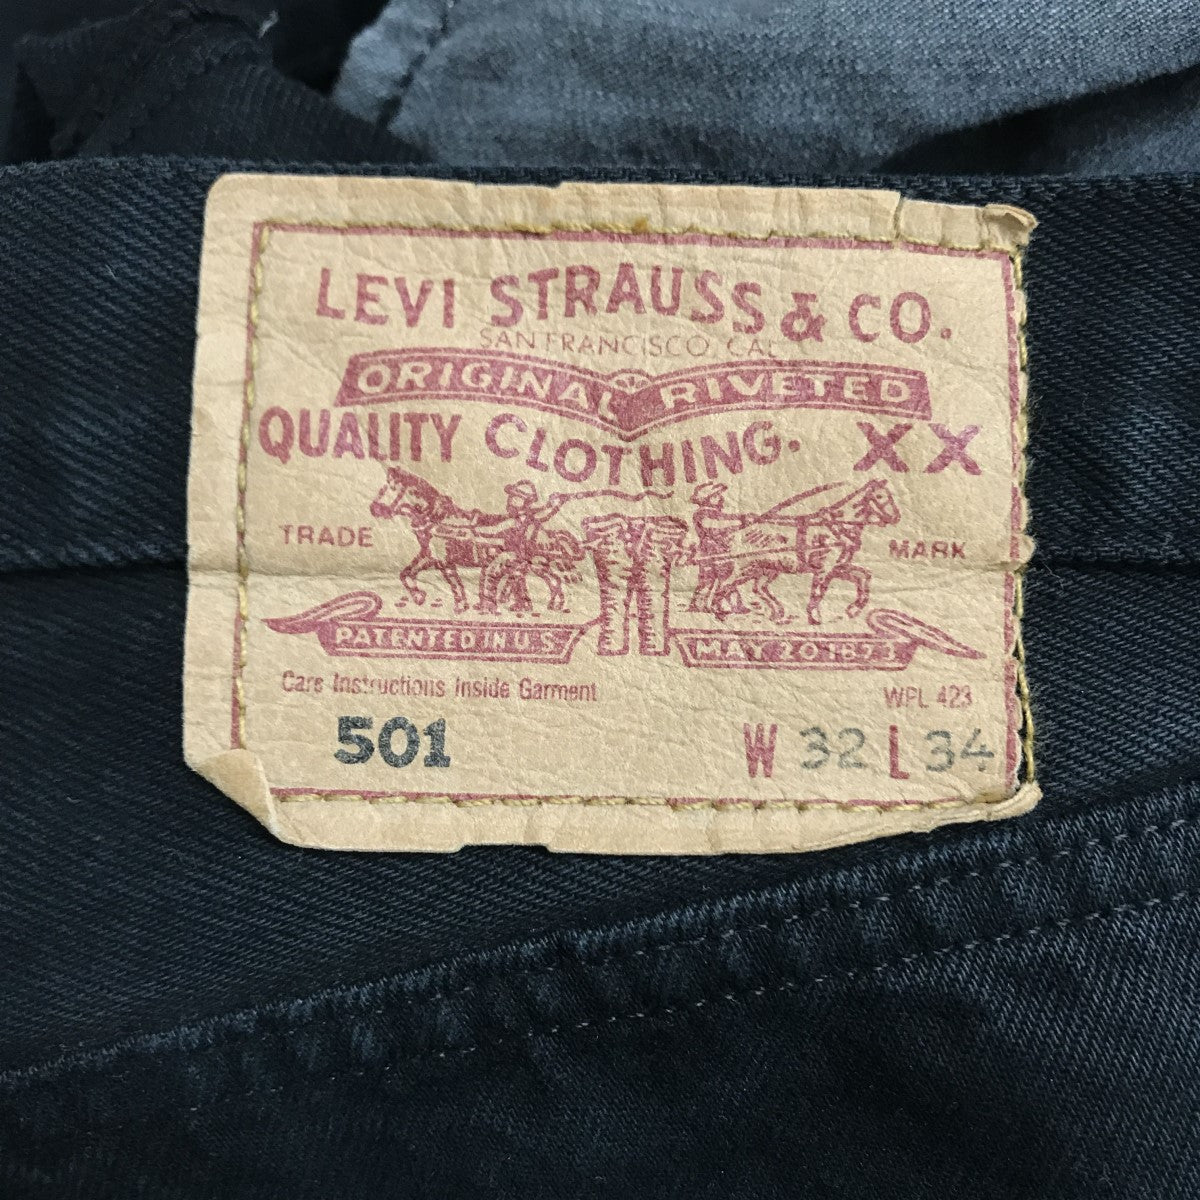 LEVI STRAUSS & CO.
SAN FRANCISCO, CAL
ORIGINAL RIVETED
QUALITY CLOTHING. XX
TRADE MARK
PATENTED IN U.S. MAY 20 1873
Care Instructions Inside Garment WPL 423
501 W 32 L 34